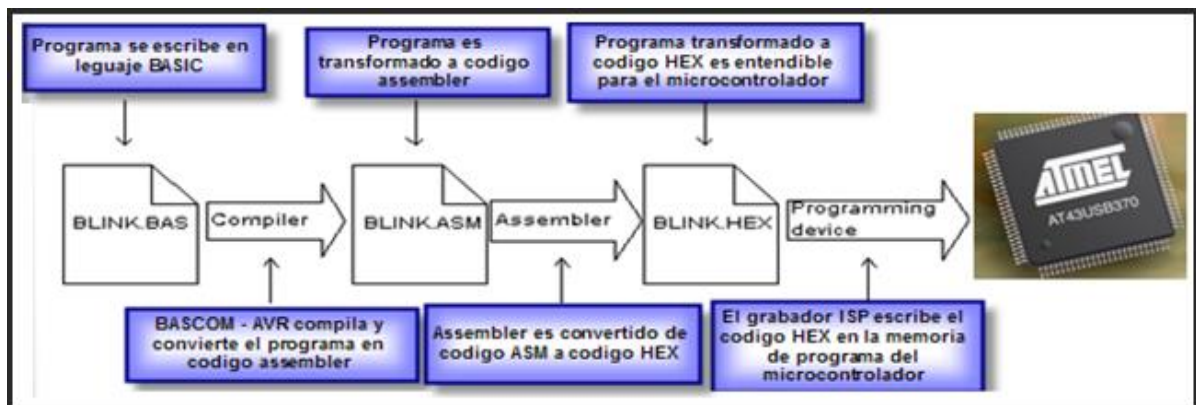 Programa se escribe en
leguaje BASIC
Programa es
transformado a codigo
assembler
Programa transformado a
codigo HEX es entendible
para el microcontrolador
BLINK.BAS
Compiler
BLINK.ASM
Assembler
BLINK.HEX
Programming
device
ATMEL
AT43USB370
BASCOM - AVR compila y
convierte el programa en
codigo assembler
Assembler es convertido de
codigo ASM a codigo HEX
El grabador ISP escribe el
codigo HEX en la memoria
de programa del
microcontrolador